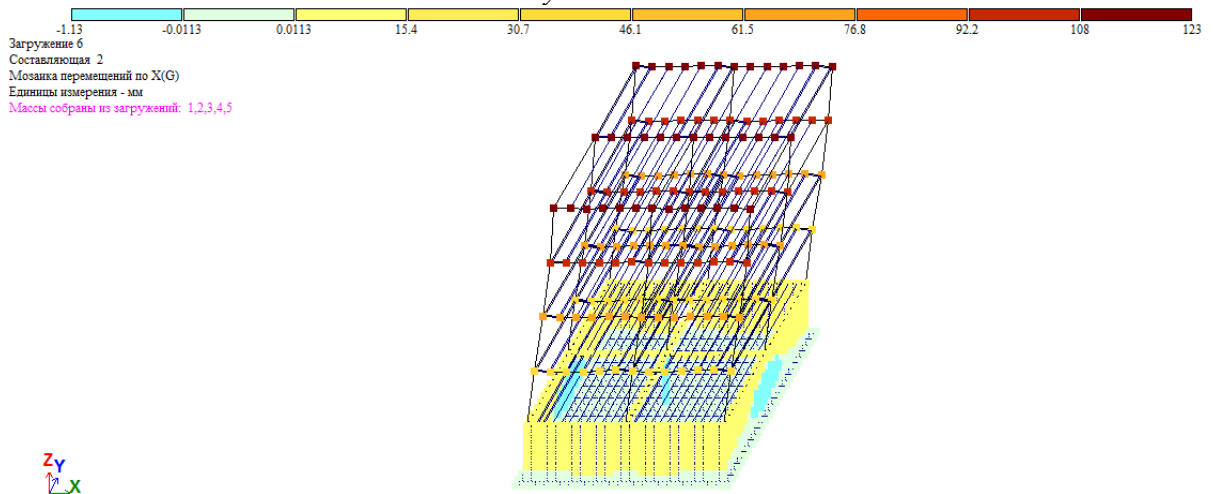 -1.13 -0.0113 0.0113 15.4 30.7 46.1 61.5 76.8 92.2 108 123
Загружение 6
Составляющая 2
Мозаика перемещений по X(G)
Единицы измерения - мм
Массы собраны из загружений: 1,2,3,4,5
Z Y
X